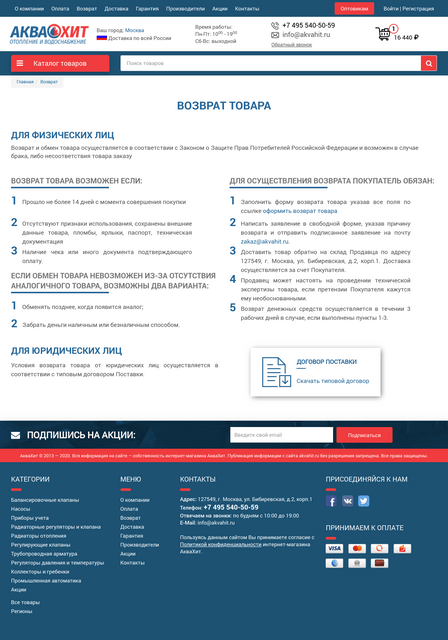 О компании Оплата Возврат Доставка Гарантия Производители Акции Контакты Оптовикам Войти | Регистрация
АКВАХИТ
ОТОПЛЕНИЕ И ВОДОСНАБЖЕНИЕ
Ваш город: Москва
Доставка по всей России
Время работы:
Пн-Пт: 10⁰⁰ - 19⁰⁰
Сб-Вс: выходной
+7 495 540-50-59
info@akvahit.ru
Обратный звонок
1
16 440 ₽
Каталог товаров
Поиск товаров
Главная Возврат
ВОЗВРАТ ТОВАРА
ДЛЯ ФИЗИЧЕСКИХ ЛИЦ
Возврат и обмен товара осуществляется в соответствии с Законом о Защите Прав Потребителей Российской Федерации и возможен в случае
брака, либо несоответствия товара заказу
ВОЗВРАТ ТОВАРА ВОЗМОЖЕН ЕСЛИ:
1 Прошло не более 14 дней с момента совершения покупки
2 Отсутствуют признаки использования, сохранены внешние
данные товара, пломбы, ярлыки, паспорт, техническая
документация
3 Наличие чека или иного документа подтверждающего
оплату.
ЕСЛИ ОБМЕН ТОВАРА НЕВОЗМОЖЕН ИЗ-ЗА ОТСУТСТВИЯ
АНАЛОГИЧНОГО ТОВАРА, ВОЗМОЖНЫ ДВА ВАРИАНТА:
1 Обменять позднее, когда появится аналог;
2 Забрать деньги наличным или безналичным способом.
ДЛЯ ОСУЩЕСТВЛЕНИЯ ВОЗВРАТА ПОКУПАТЕЛЬ ОБЯЗАН:
1 Заполнить форму возврата товара указав все поля по
ссылке оформить возврат товара
2 Написать заявление в свободной форме, указав причину
возврата и отправить подписанное заявление на почту
zakaz@akvahit.ru.
3 Доставить товар обратно на склад Продавца по адресу
127549, г. Москва, ул. Бибиревская, д.2, корп.1. Доставка
осуществляется за счет Покупателя.
4 Продавец может настоять на проведении технической
экспертизы товара, если претензии Покупателя кажутся
ему необоснованными.
5 Возврат денежных средств осуществляется в течении 3
рабочих дней в случае, если выполнены пункты 1-3.
ДЛЯ ЮРИДИЧЕСКИХ ЛИЦ
Условия возврата товара от юридических лиц осуществляется в
соответствии с типовым договором Поставки.
ДОГОВОР ПОСТАВКИ
Скачать типовой договор
ПОДПИШИСЬ НА АКЦИИ:
Введите свой email
Подписаться
АкваХит © 2013 — 2020. Вся информация на сайте — собственность интернет-магазина АкваХит. Публикация информации с сайта akvahit.ru без разрешения запрещена. Все права защищены.
КАТЕГОРИИ
Балансировочные клапаны
Насосы
Приборы учета
Радиаторные регуляторы и клапана
Радиаторы отопления
Регулирующие клапаны
Трубопроводная арматура
Регуляторы давления и температуры
Коллекторы и гребенки
Промышленная автоматика
Акции
Все товары
Регионы
МЕНЮ
О компании
Оплата
Возврат
Доставка
Гарантия
Производители
Акции
Контакты
КОНТАКТЫ
Адрес: 127549, г. Москва, ул. Бибиревская, д.2, корп.1
Телефон: +7 495 540-50-59
Отвечаем на звонки: по будням с 10:00 до 19:00
E-Mail: info@akvahit.ru
Пользуясь данным сайтом Вы принимаете согласие с
Политикой конфиденциальности интернет-магазина
АкваХит.
ПРИСОЕДИНЯЙСЯ К НАМ
ПРИНИМАЕМ К ОПЛАТЕ
VISA